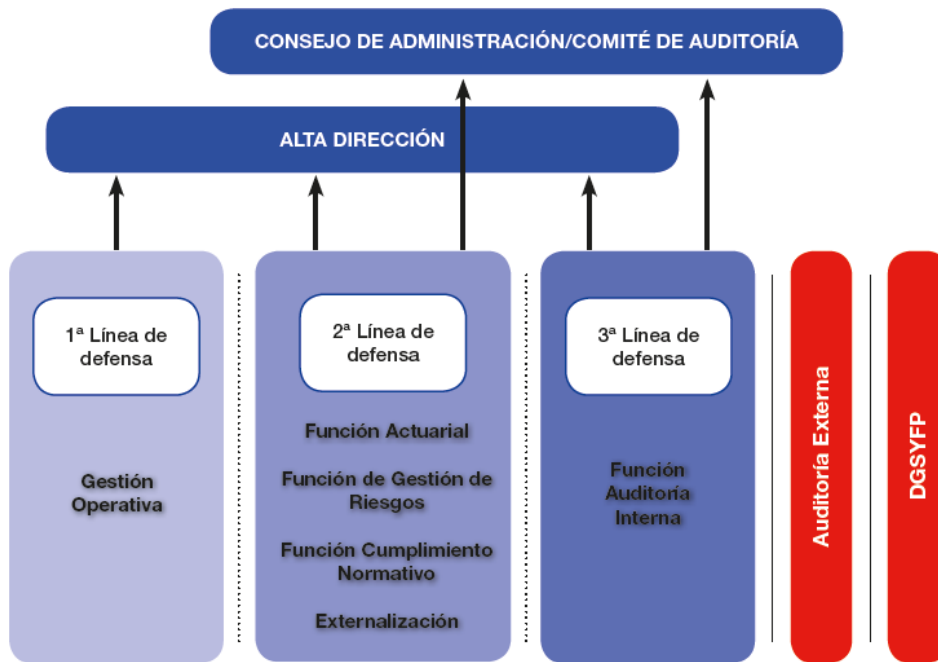 CONSEJO DE ADMINISTRACIÓN/COMITÉ DE AUDITORÍA
ALTA DIRECCIÓN
1ª Línea de
defensa
Gestión
Operativa
2ª Línea de
defensa
Función Actuarial
Función de Gestión de
Riesgos
Función Cumplimiento
Normativo
Externalización
3ª Línea de
defensa
Función
Auditoría
Interna
Auditoría Externa
DGSYFP